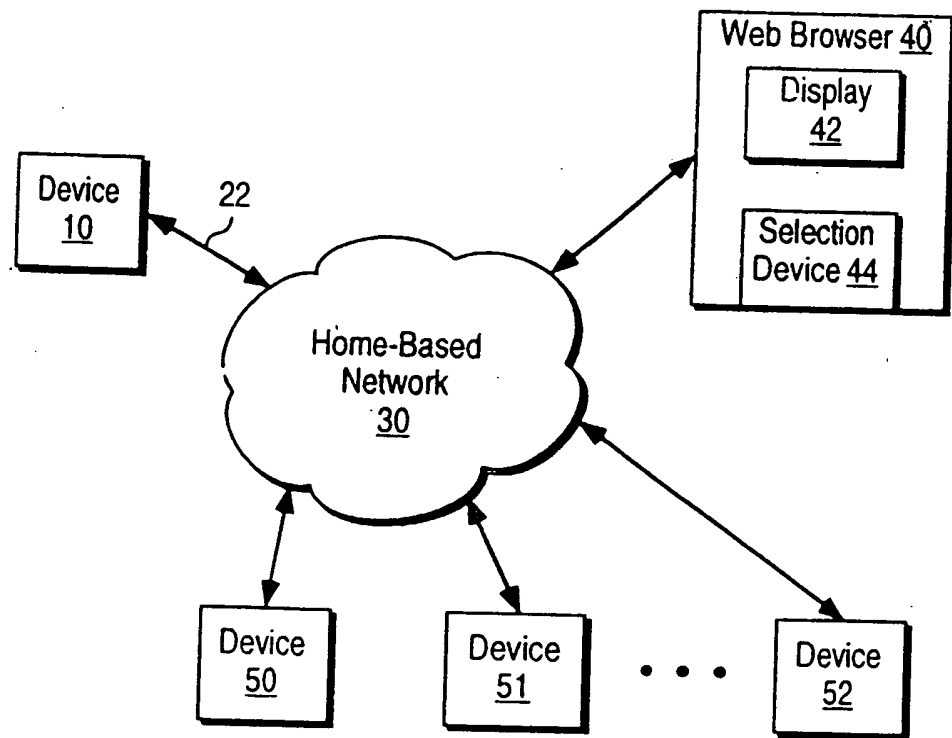 Web Browser 40
Display
42
Selection
Device 44
Device
10
22
Home-Based
Network
30
Device
50
Device
51
Device
52